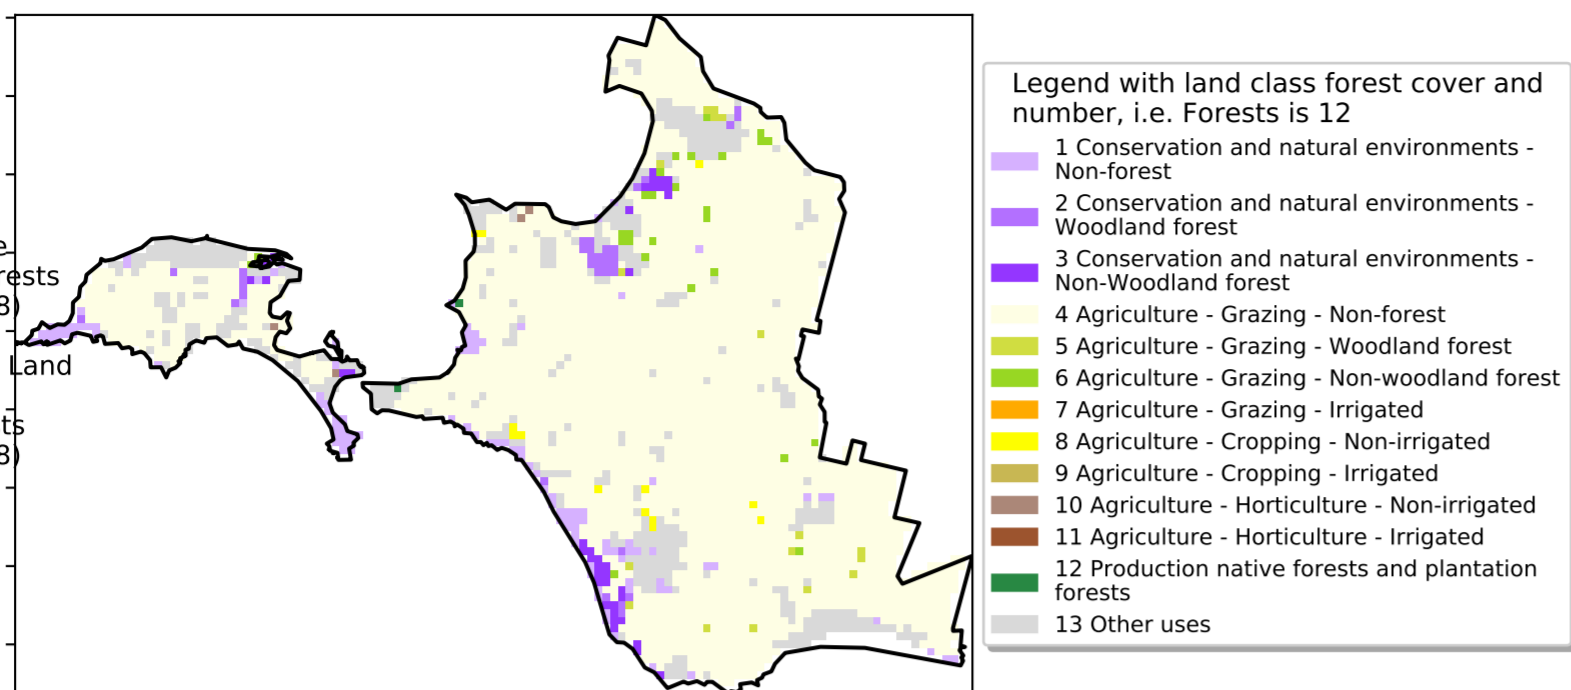 e
rests
8)
Land
ts
8)
Legend with land class forest cover and
number, i.e. Forests is 12
1 Conservation and natural environments -
Non-forest
2 Conservation and natural environments -
Woodland forest
3 Conservation and natural environments -
Non-Woodland forest
4 Agriculture - Grazing - Non-forest
5 Agriculture - Grazing - Woodland forest
6 Agriculture - Grazing - Non-woodland forest
7 Agriculture - Grazing - Irrigated
8 Agriculture - Cropping - Non-irrigated
9 Agriculture - Cropping - Irrigated
10 Agriculture - Horticulture - Non-irrigated
11 Agriculture - Horticulture - Irrigated
12 Production native forests and plantation
forests
13 Other uses